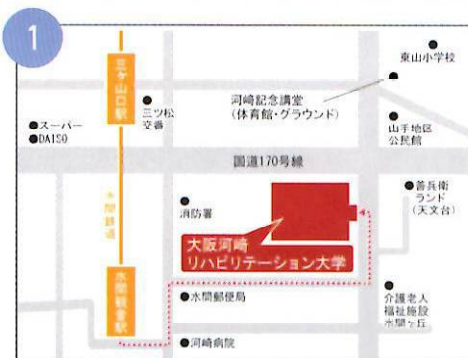 1
東山小学校
三ヶ山口駅
河崎記念講堂
(体育館・グラウンド)
三ツ松
交番
●スーパー
●DAISO
山手地区
公民館
国道170号線
水間鉄道
消防署
善兵衛
ランド
(天文台)
大阪河崎
リハビリテーション大学
水間観音駅
水間郵便局
介護老人
福祉施設
水間ヶ丘
河崎病院